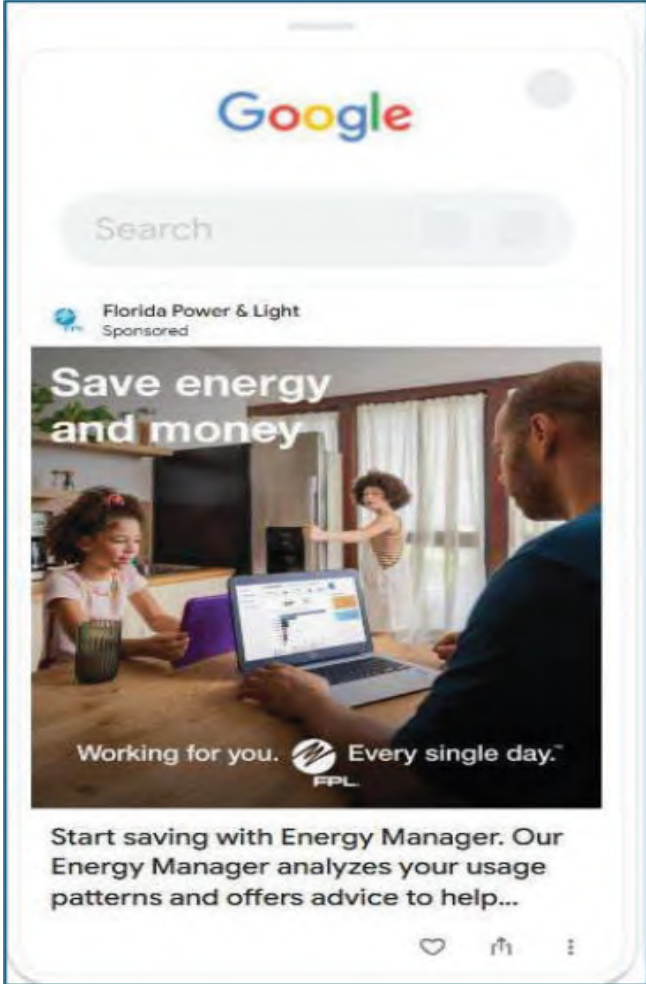 Google
Search
Florida Power & Light
Sponsored
Save energy
and money
Working for you. FPL. Every single day.™
Start saving with Energy Manager. Our
Energy Manager analyzes your usage
patterns and offers advice to help...